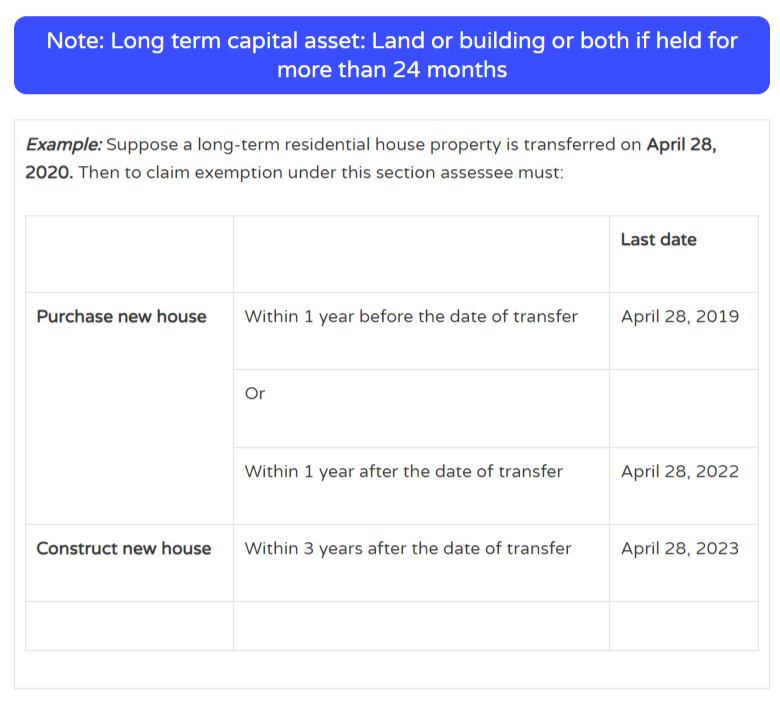 Note: Long term capital asset: Land or building or both if held for
more than 24 months
Example: Suppose a long-term residential house property is transferred on April 28,
2020. Then to claim exemption under this section assessee must:
Last date
Purchase new house Within 1 year before the date of transfer April 28, 2019
Or
Within 1 year after the date of transfer April 28, 2022
Construct new house Within 3 years after the date of transfer April 28, 2023